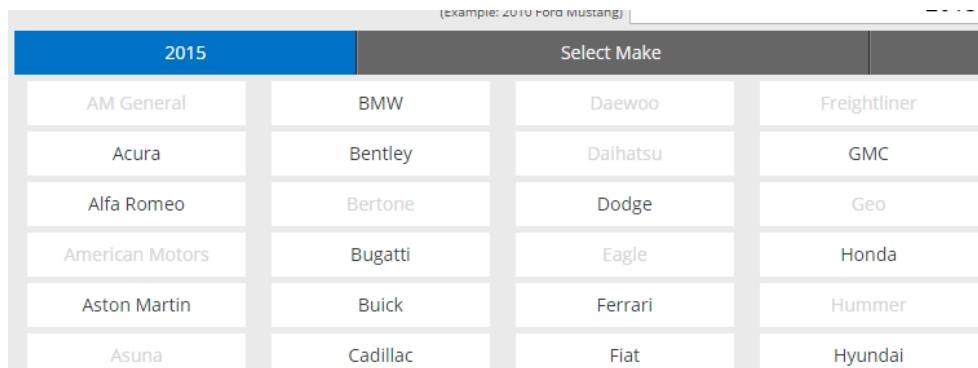 (Example: 2010 Ford Mustang)
2015 Select Make
AM General BMW Daewoo Freightliner
Acura Bentley Daihatsu GMC
Alfa Romeo Bertone Dodge Geo
American Motors Bugatti Eagle Honda
Aston Martin Buick Ferrari Hummer
Asuna Cadillac Fiat Hyundai